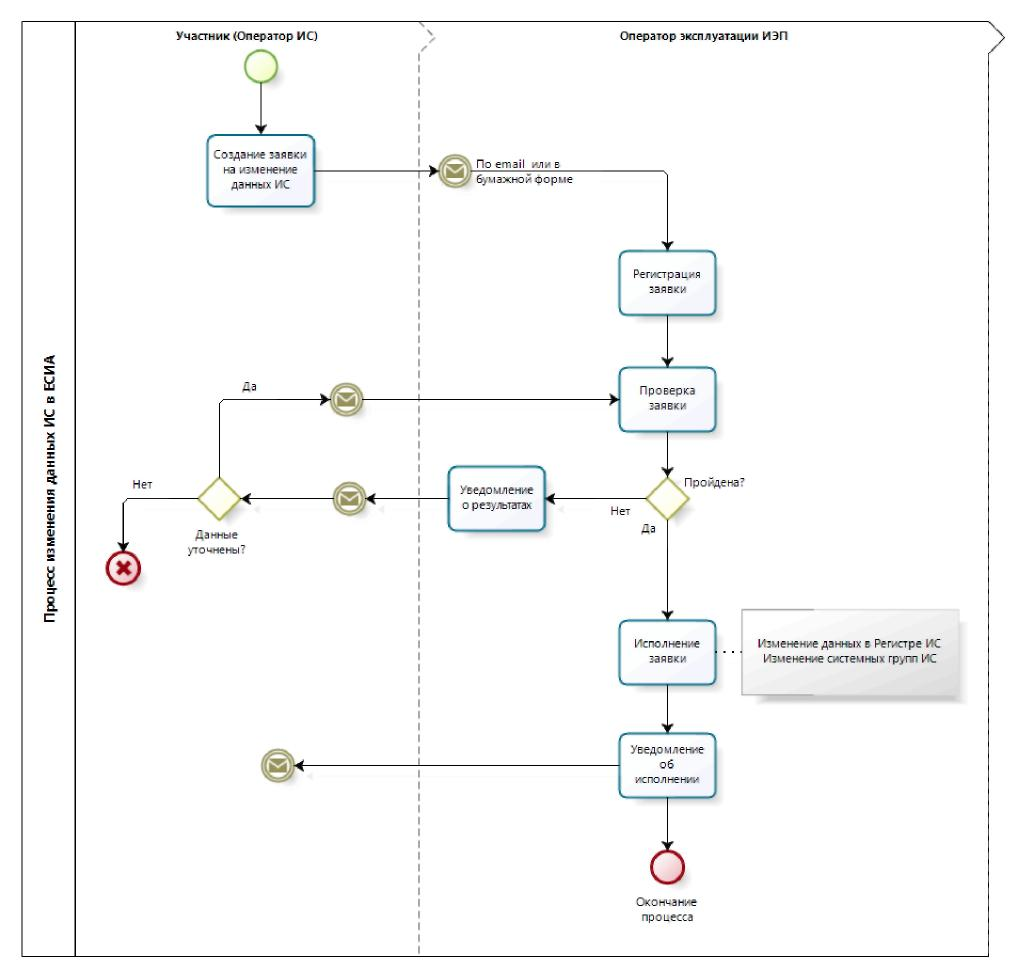 Участник (Оператор ИС)
Оператор эксплуатации ИЭП
Процесс изменения данных ИС в ЕСИА
Создание заявки
на изменение
данных ИС
По email или в
бумажной форме
Регистрация
заявки
Да
Проверка
заявки
Нет
Данные
уточнены?
Уведомление
о результатах
Пройдена?
Нет
Да
Исполнение
заявки
Изменение данных в Регистре ИС
Изменение системных групп ИС
Уведомление
об
исполнении
Окончание
процесса